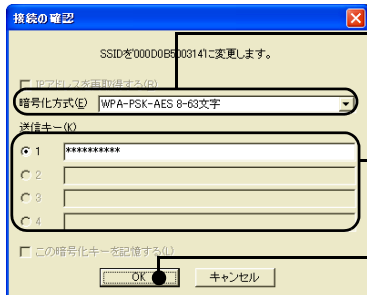 接続の確認
SSIDを'000D0B500314'に変更します。
IPアドレスを再取得する(R)
暗号化方式(E) WPA-PSK-AES 8-63文字
送信キー(K)
1 **********
2
3
4
この暗号化キーを記憶する(L)
OK キャンセル